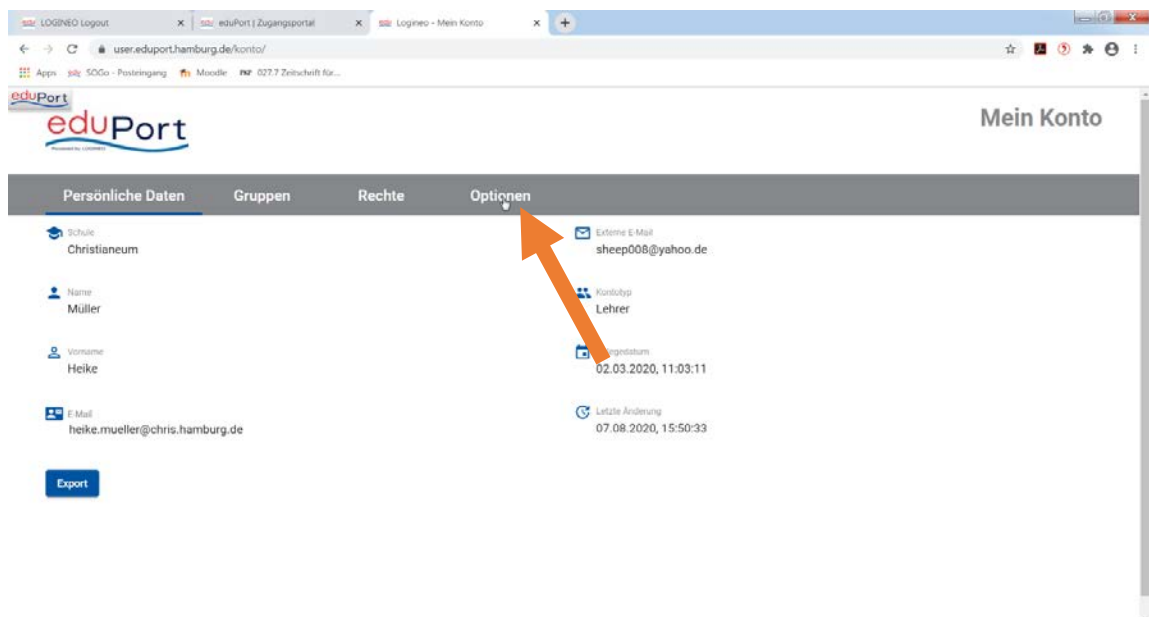 LOGINEO Logout
eduPort | Zugangsportal
Logineo - Mein Konto
user.eduport.hamburg.de/konto/
Apps SOGo - Posteingang Moodle 027.7 Zeitschrift für...
eduPort
eduPort
Mein Konto
Persönliche Daten Gruppen Rechte Optionen
Schule
Christianeum
Externe E-Mail
sheep008@yahoo.de
Name
Müller
Kontotyp
Lehrer
Vorname
Heike
02.03.2020, 11:03:11
E-Mail
heike.mueller@chris.hamburg.de
Letzte Änderung
07.08.2020, 15:50:33
Export